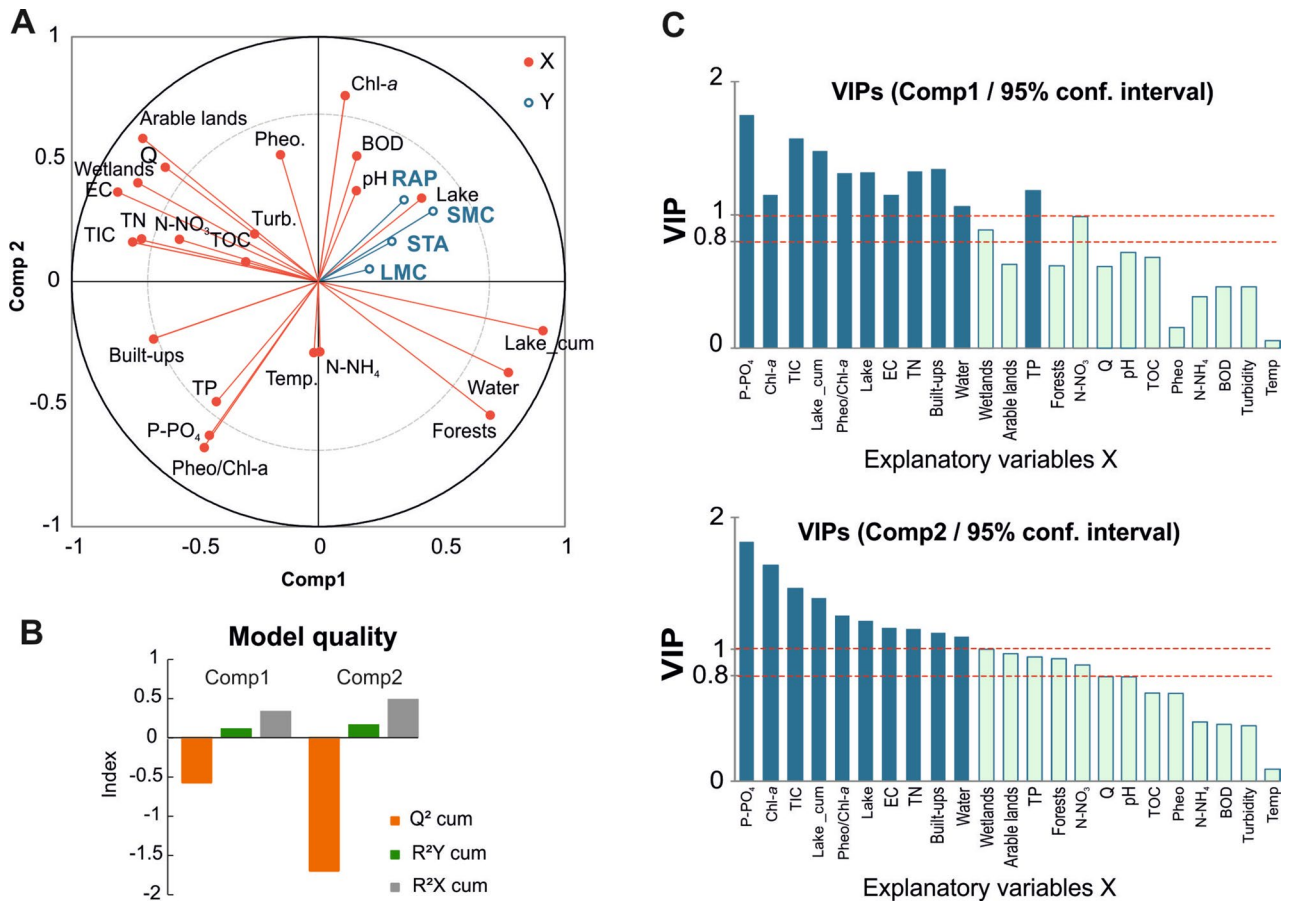 A
1
0.5
0
-0.5
-1
Comp 2
-1
-0.5
0
0.5
1
Comp1
X
Y
Chl-a
Arable lands
Pheo.
BOD
Q
Wetlands
pH
RAP
Lake
EC
SMC
Turb.
TN
N-NO₃
TOC
STA
TIC
LMC
Lake_cum
Built-ups
Temp.
N-NH₄
Water
TP
Forests
P-PO₄
Pheo/Chl-a
B
Model quality
1
0.5
0
-0.5
-1
-1.5
-2
Index
Comp1
Comp2
Q² cum
R²Y cum
R²X cum
C
VIPs (Comp1 / 95% conf. interval)
2
1
0.8
0
VIP
P-PO₄
Chl-a
TIC
Lake _cum
Pheo/Chl-a
Lake
EC
TN
Built-ups
Water
Wetlands
Arable lands
TP
Forests
N-NO₃
Q
pH
TOC
Pheo
N-NH₄
BOD
Turbidity
Temp
Explanatory variables X
VIPs (Comp2 / 95% conf. interval)
2
1
0.8
0
VIP
P-PO₄
Chl-a
TIC
Lake _cum
Pheo/Chl-a
Lake
EC
TN
Built-ups
Water
Wetlands
Arable lands
TP
Forests
N-NO₃
Q
pH
TOC
Pheo
N-NH₄
BOD
Turbidity
Temp
Explanatory variables X